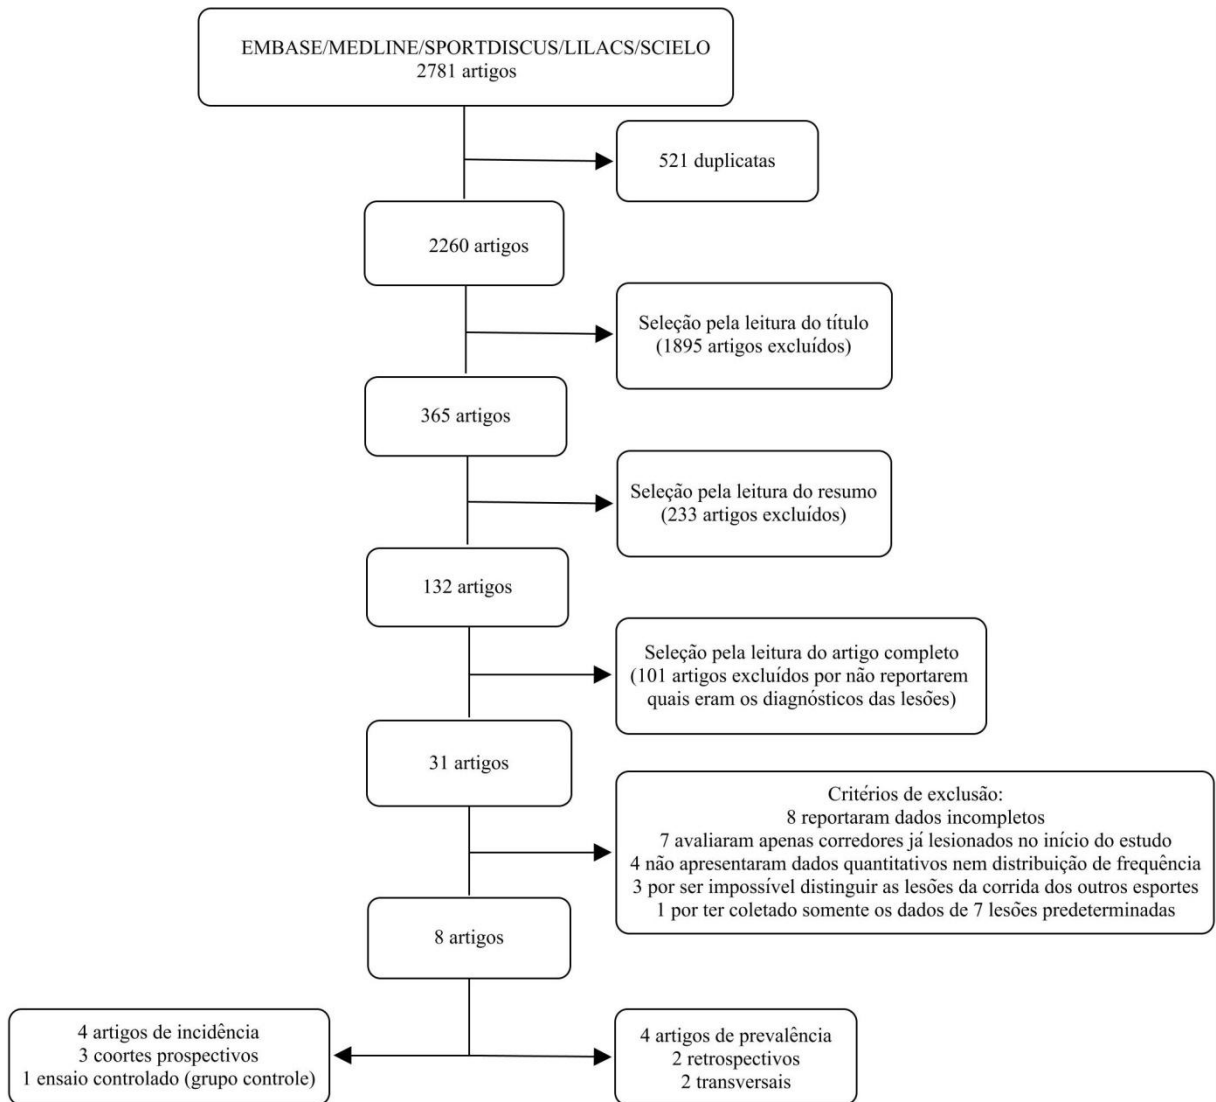 EMBASE/MEDLINE/SPORTDISCUS/LILACS/SCIELO
2781 artigos
521 duplicatas
2260 artigos
Seleção pela leitura do título
(1895 artigos excluídos)
365 artigos
Seleção pela leitura do resumo
(233 artigos excluídos)
132 artigos
Seleção pela leitura do artigo completo
(101 artigos excluídos por não reportarem
quais eram os diagnósticos das lesões)
31 artigos
Critérios de exclusão:
8 reportaram dados incompletos
7 avaliaram apenas corredores já lesionados no início do estudo
4 não apresentaram dados quantitativos nem distribuição de frequência
3 por ser impossível distinguir as lesões da corrida dos outros esportes
1 por ter coletado somente os dados de 7 lesões predeterminadas
8 artigos
4 artigos de incidência
3 coortes prospectivos
1 ensaio controlado (grupo controle)
4 artigos de prevalência
2 retrospectivos
2 transversais